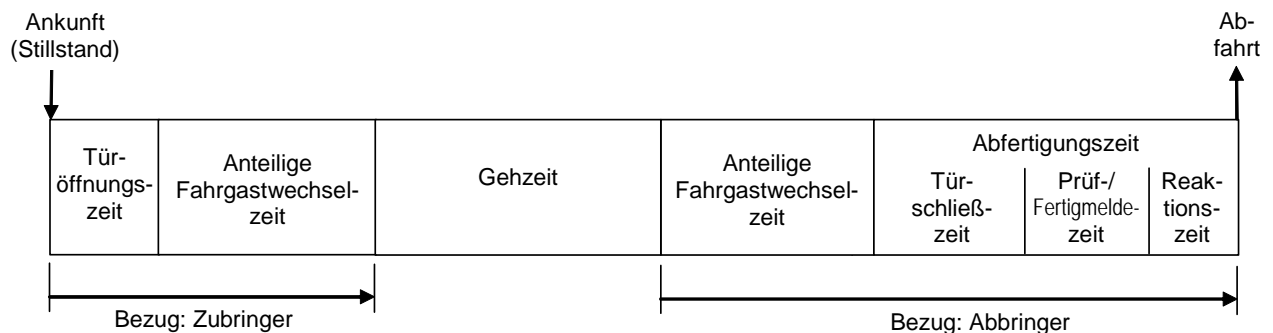 Ankunft
(Stillstand)
Ab-
fahrt
Tür-
öffnungs-
zeit
Anteilige
Fahrgastwechsel-
zeit
Gehzeit
Anteilige
Fahrgastwechsel-
zeit
Abfertigungszeit
Tür-
schließ-
zeit
Prüf-/
Fertigmelde-
zeit
Reak-
tions-
zeit
Bezug: Zubringer
Bezug: Abbringer